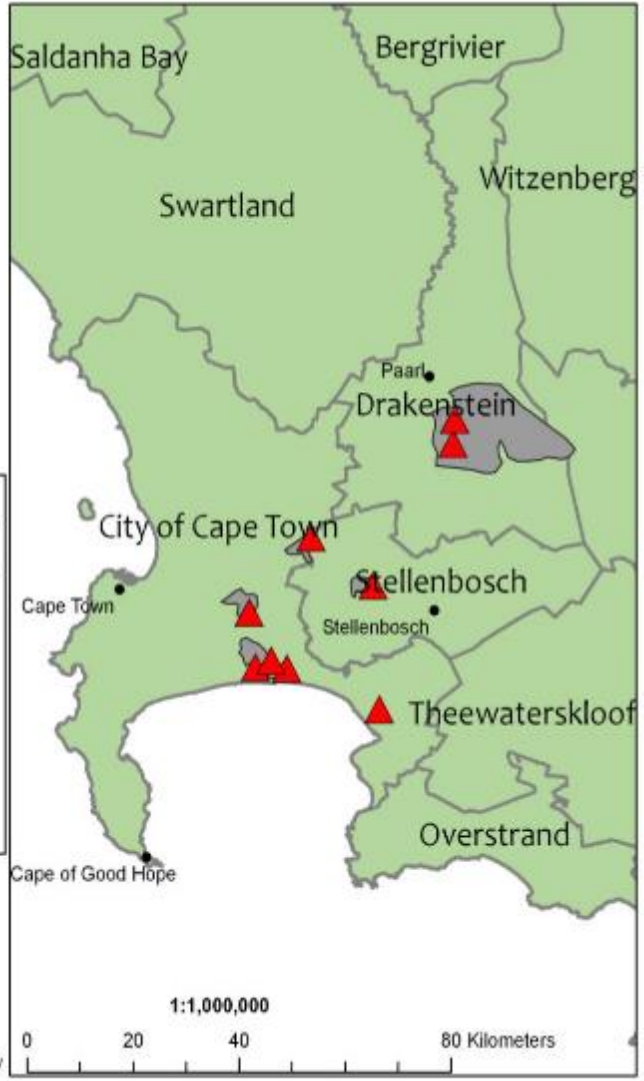 Saldanha Bay
Bergrivier
Witzenberg
Swartland
Paarl
Drakenstein
City of Cape Town
Stellenbosch
Cape Town
Stellenbosch
Theewaterskloof
Overstrand
Cape of Good Hope
1:1,000,000
0 20 40 80 Kilometers